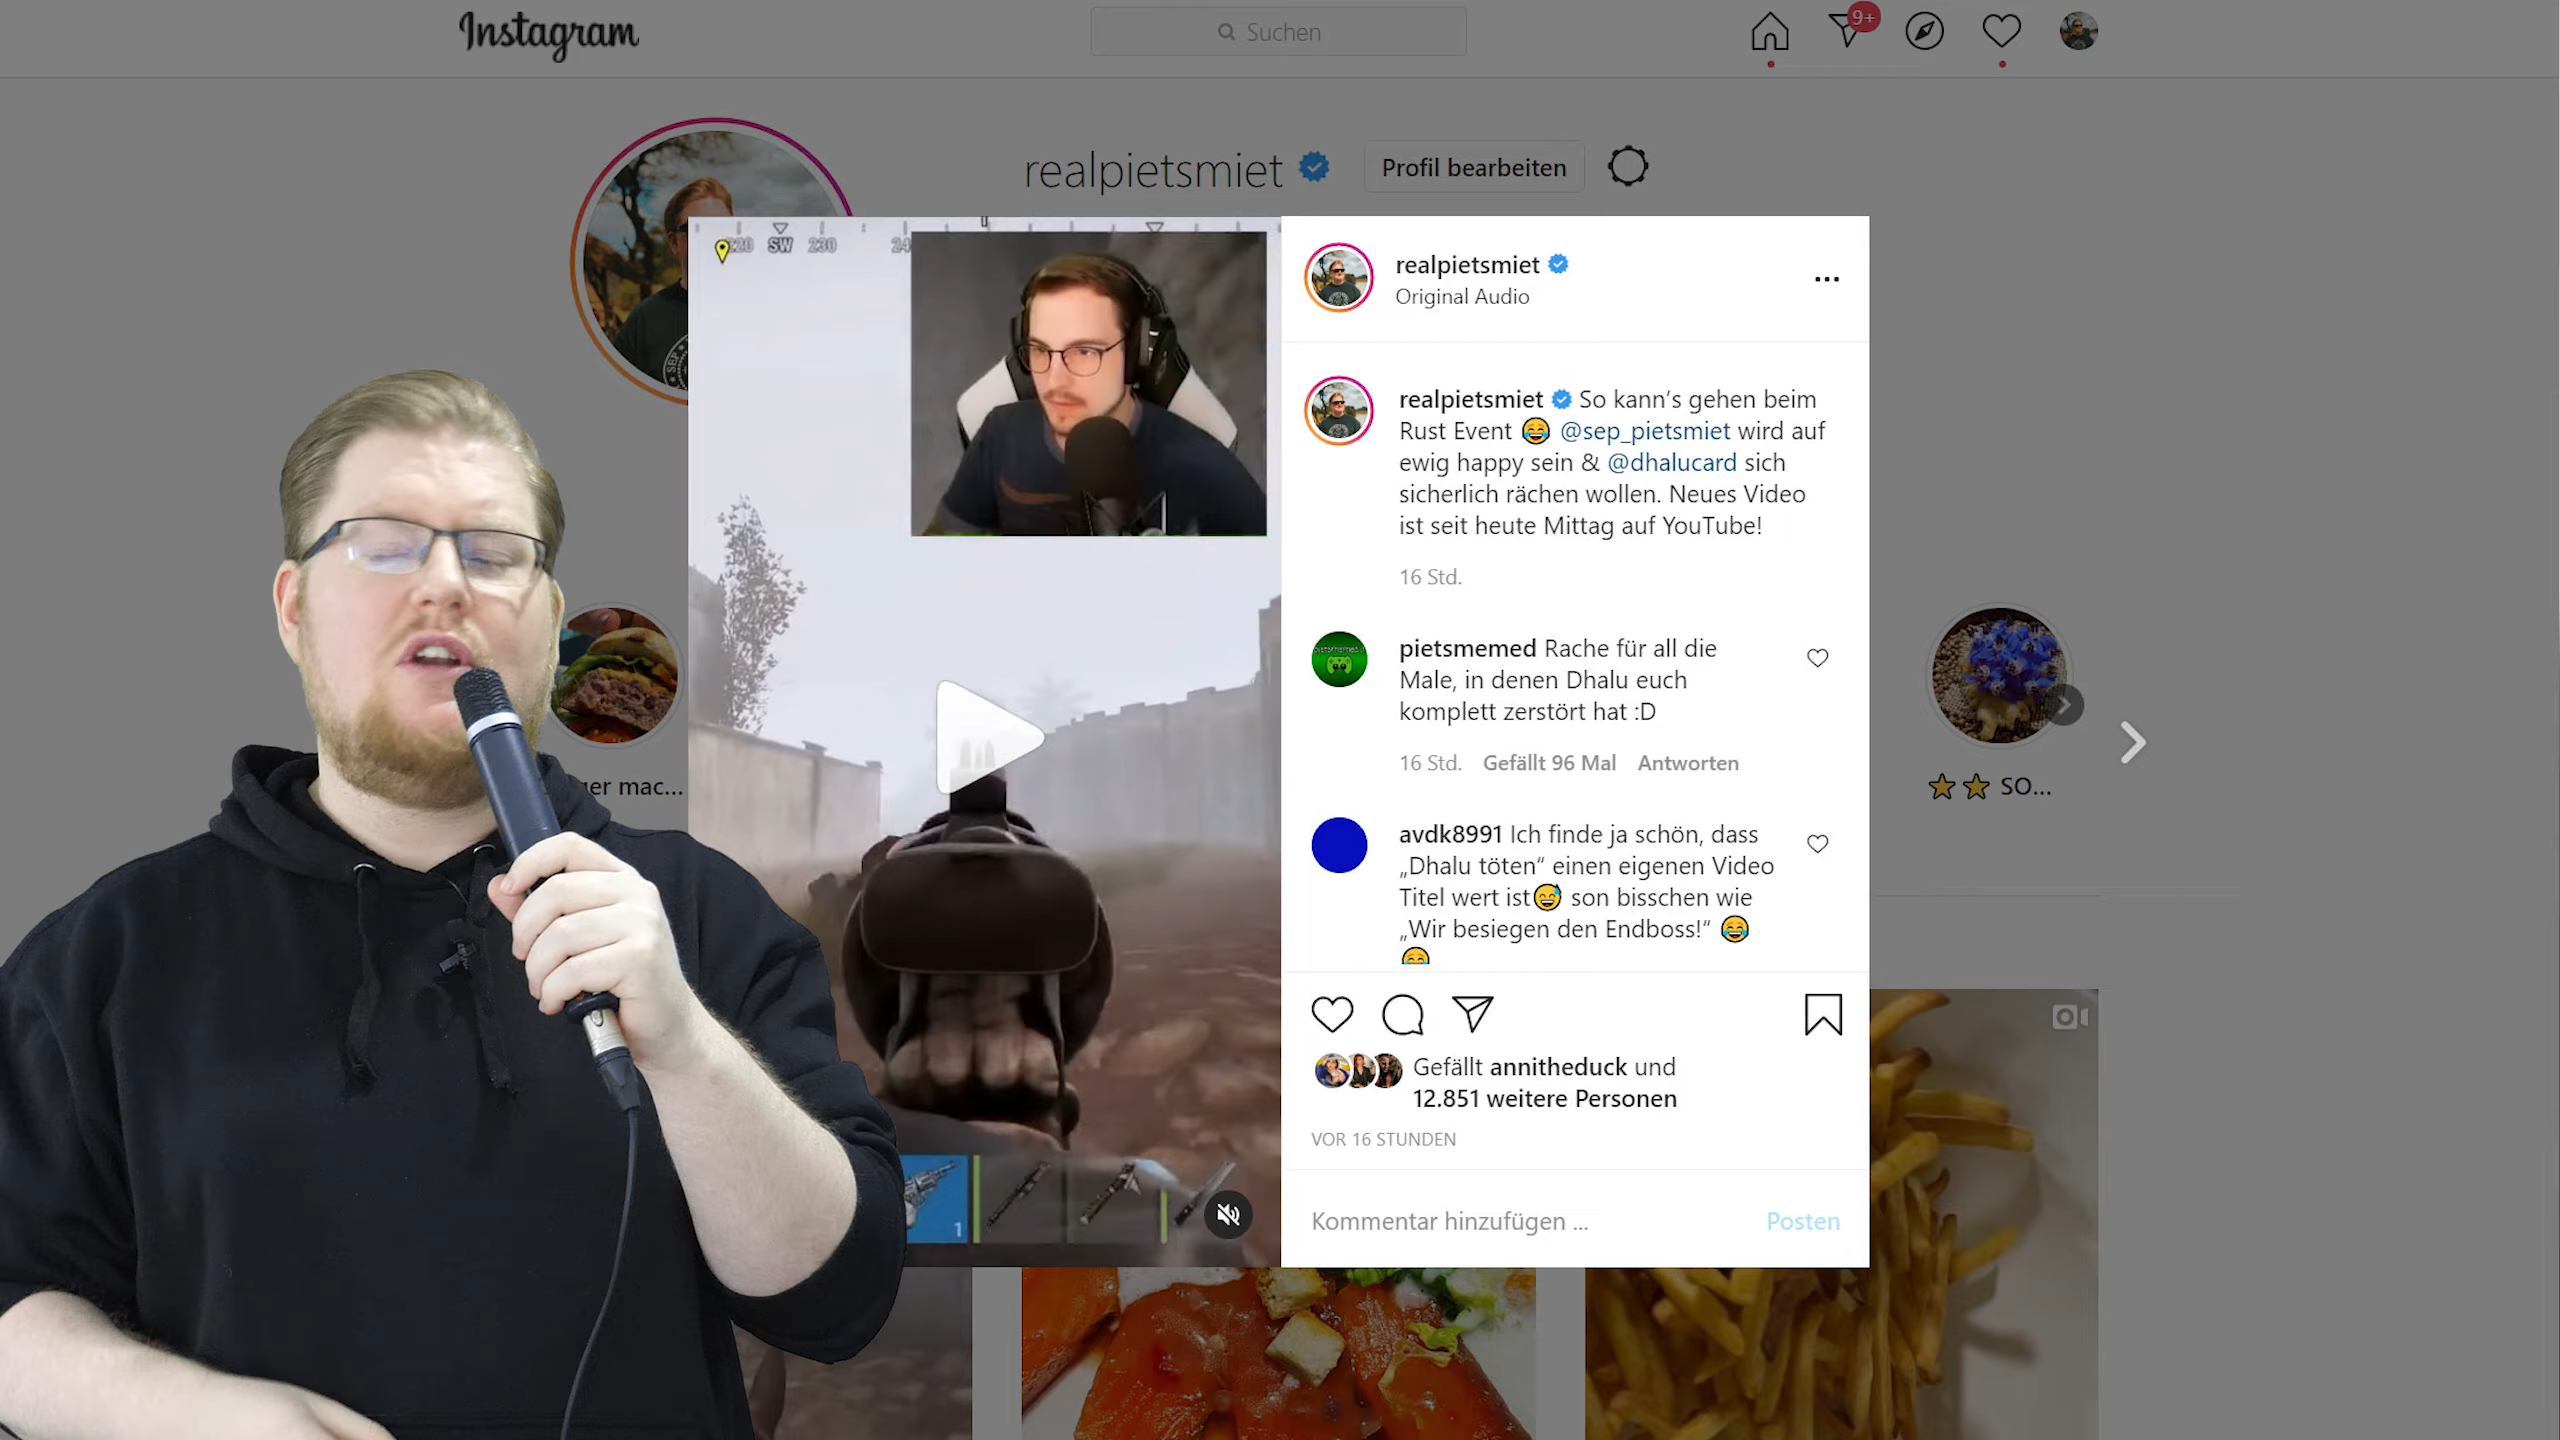 Instagram
Suchen
9+
realpietsmiet
Profil bearbeiten
220 SW 230 24
realpietsmiet
Original Audio
realpietsmiet So kann's gehen beim
Rust Event 😂 @sep_pietsmiet wird auf
ewig happy sein & @dhalucard sich
sicherlich rächen wollen. Neues Video
ist seit heute Mittag auf YouTube!
16 Std.
pietsmemed Rache für all die
Male, in denen Dhalu euch
komplett zerstört hat :D
16 Std. Gefällt 96 Mal Antworten
avdk8991 Ich finde ja schön, dass
„Dhalu töten“ einen eigenen Video
Titel wert ist😅 son bisschen wie
„Wir besiegen den Endboss!“ 😂
😂
er mac...
⭐⭐ SO...
Gefällt annitheduck und
12.851 weitere Personen
VOR 16 STUNDEN
1
Kommentar hinzufügen ...
Posten
SEP